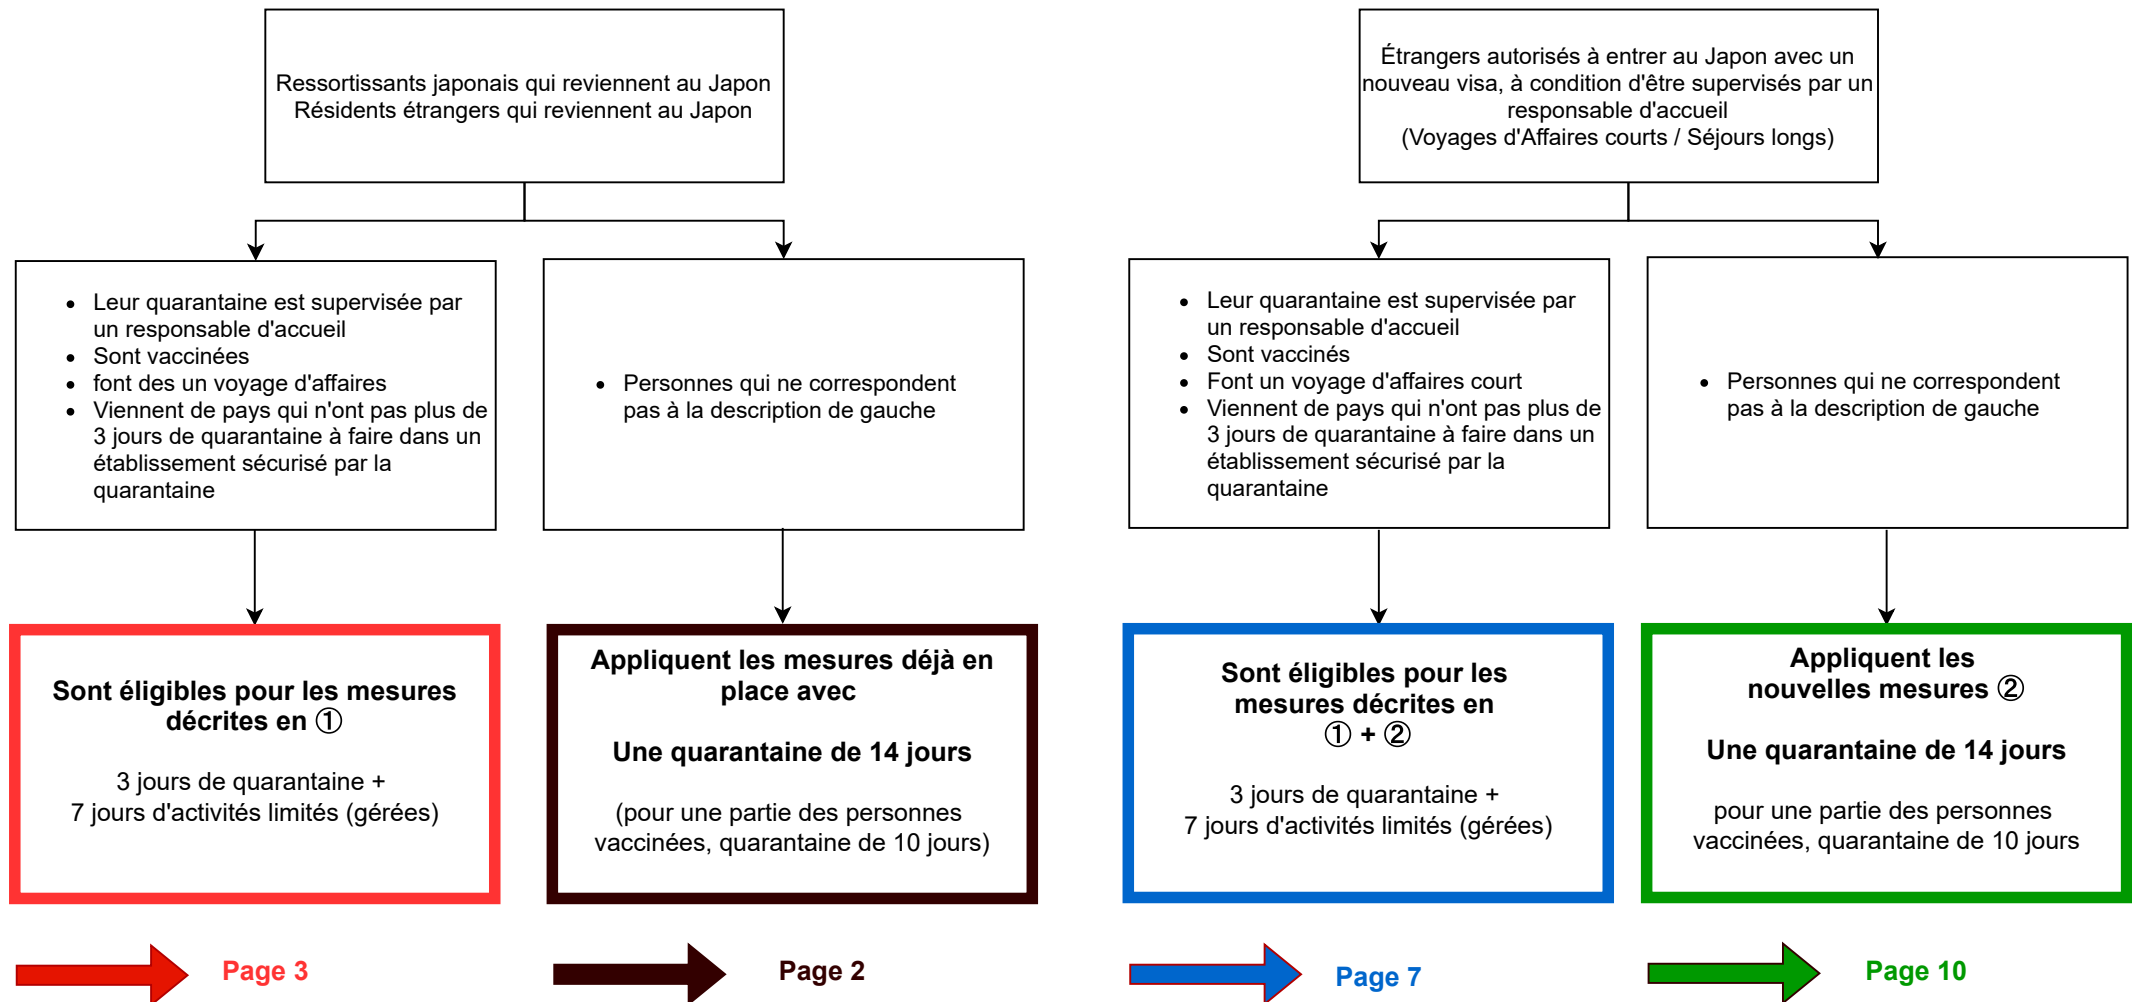 Ressortissants japonais qui reviennent au Japon
Résidents étrangers qui reviennent au Japon
Étrangers autorisés à entrer au Japon avec un
nouveau visa, à condition d'être supervisés par un
responsable d'accueil
(Voyages d'Affaires courts / Séjours longs)
• Leur quarantaine est supervisée par
un responsable d'accueil
• Sont vaccinées
• font des un voyage d'affaires
• Viennent de pays qui n'ont pas plus de
3 jours de quarantaine à faire dans un
établissement sécurisé par la
quarantaine
• Personnes qui ne correspondent
pas à la description de gauche
• Leur quarantaine est supervisée par
un responsable d'accueil
• Sont vaccinés
• Font un voyage d'affaires court
• Viennent de pays qui n'ont pas plus de
3 jours de quarantaine à faire dans un
établissement sécurisé par la
quarantaine
• Personnes qui ne correspondent
pas à la description de gauche
Sont éligibles pour les mesures
décrites en ①
3 jours de quarantaine +
7 jours d'activités limités (gérées)
Appliquent les mesures déjà en
place avec
Une quarantaine de 14 jours
(pour une partie des personnes
vaccinées, quarantaine de 10 jours)
Sont éligibles pour les
mesures décrites en
① + ②
3 jours de quarantaine +
7 jours d'activités limités (gérées)
Appliquent les
nouvelles mesures ②
Une quarantaine de 14 jours
pour une partie des personnes
vaccinées, quarantaine de 10 jours
Page 3
Page 2
Page 7
Page 10